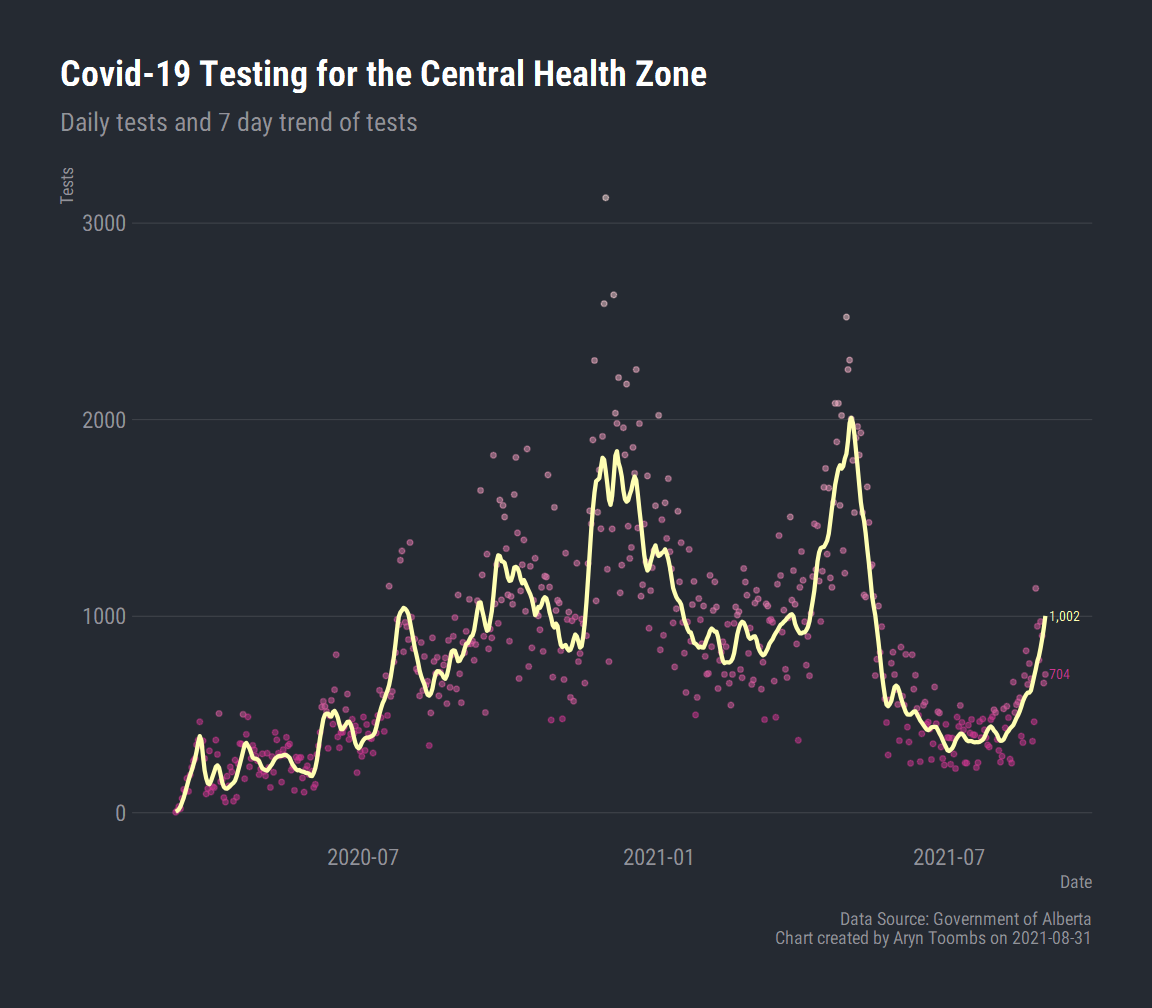 Covid-19 Testing for the Central Health Zone
Daily tests and 7 day trend of tests
Tests
3000
2000
1000
0
1,002
704
2020-07
2021-01
2021-07
Date
Data Source: Government of Alberta
Chart created by Aryn Toombs on 2021-08-31